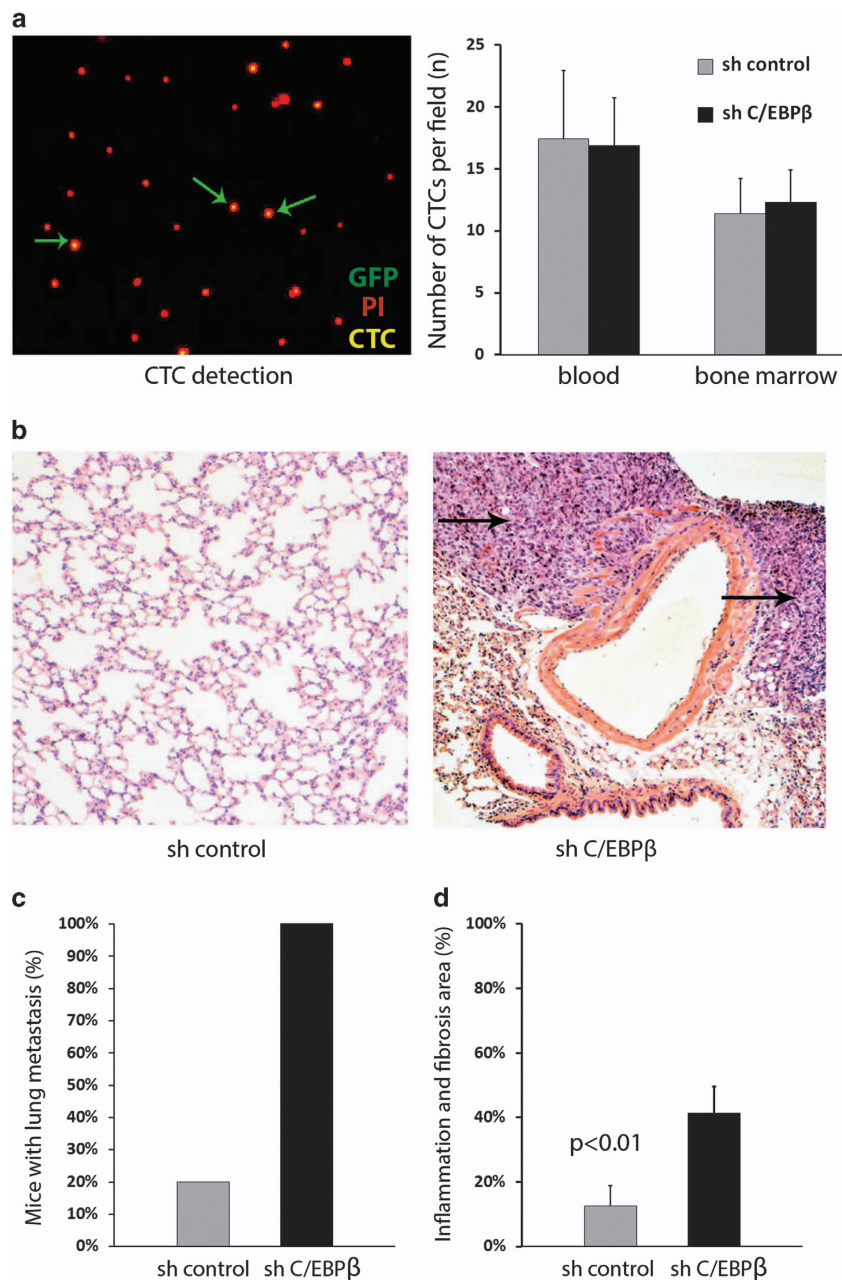 a
GFP
PI
CTC
CTC detection
Number of CTCs per field (n)
25
20
15
10
5
0
sh control
sh C/EBPβ
blood
bone marrow
b
sh control
sh C/EBPβ
c
Mice with lung metastasis (%)
100%
90%
80%
70%
60%
50%
40%
30%
20%
10%
0%
sh control
sh C/EBPβ
d
Inflammation and fibrosis area (%)
100%
80%
60%
40%
20%
0%
p<0.01
sh control
sh C/EBPβ